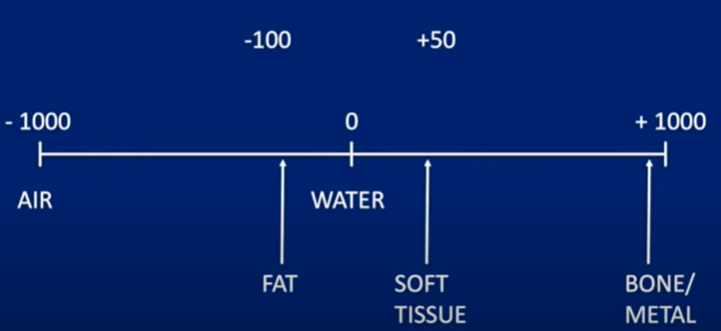 -100 +50
- 1000 0 + 1000
AIR WATER
FAT SOFT TISSUE BONE/ METAL